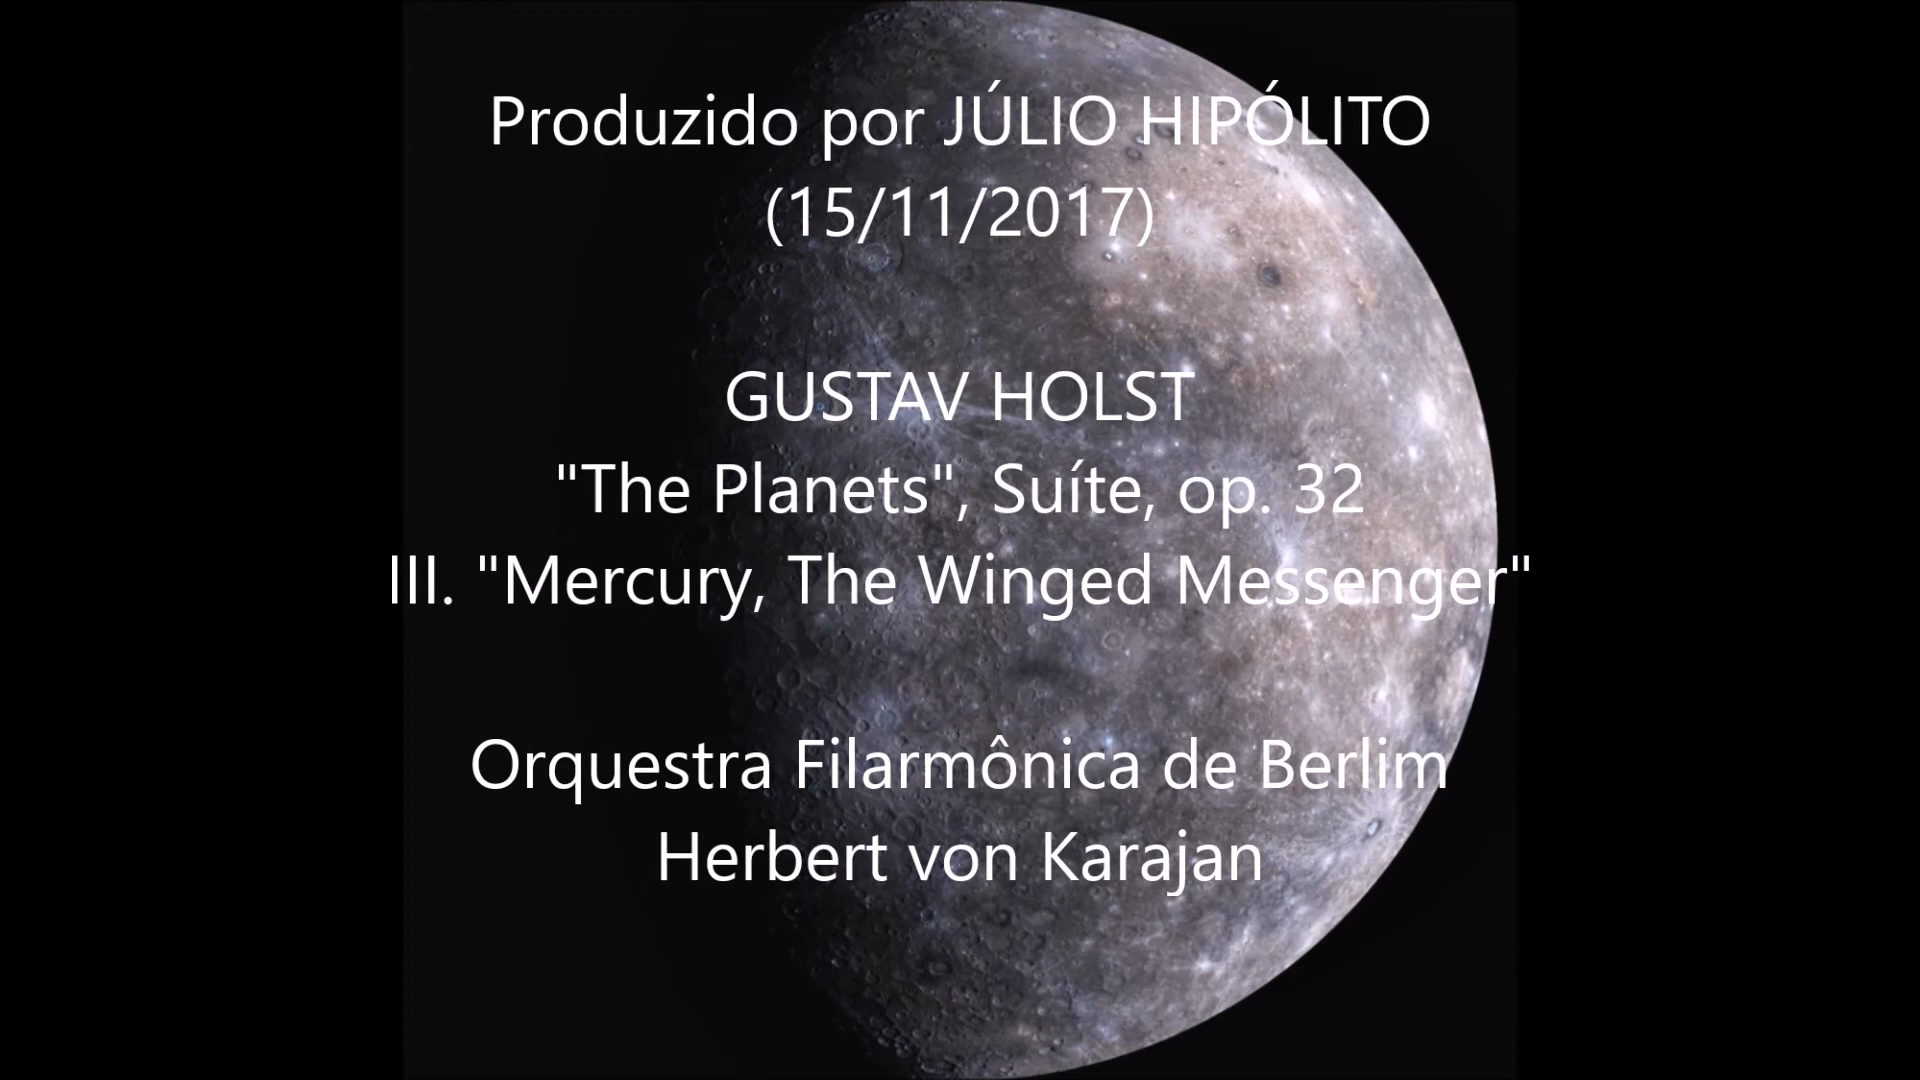 Produzido por JÚLIO HIPÓLITO
(15/11/2017)
GUSTAV HOLST
"The Planets", Suíte, op. 32
III. "Mercury, The Winged Messenger"
Orquestra Filarmônica de Berlim
Herbert von Karajan